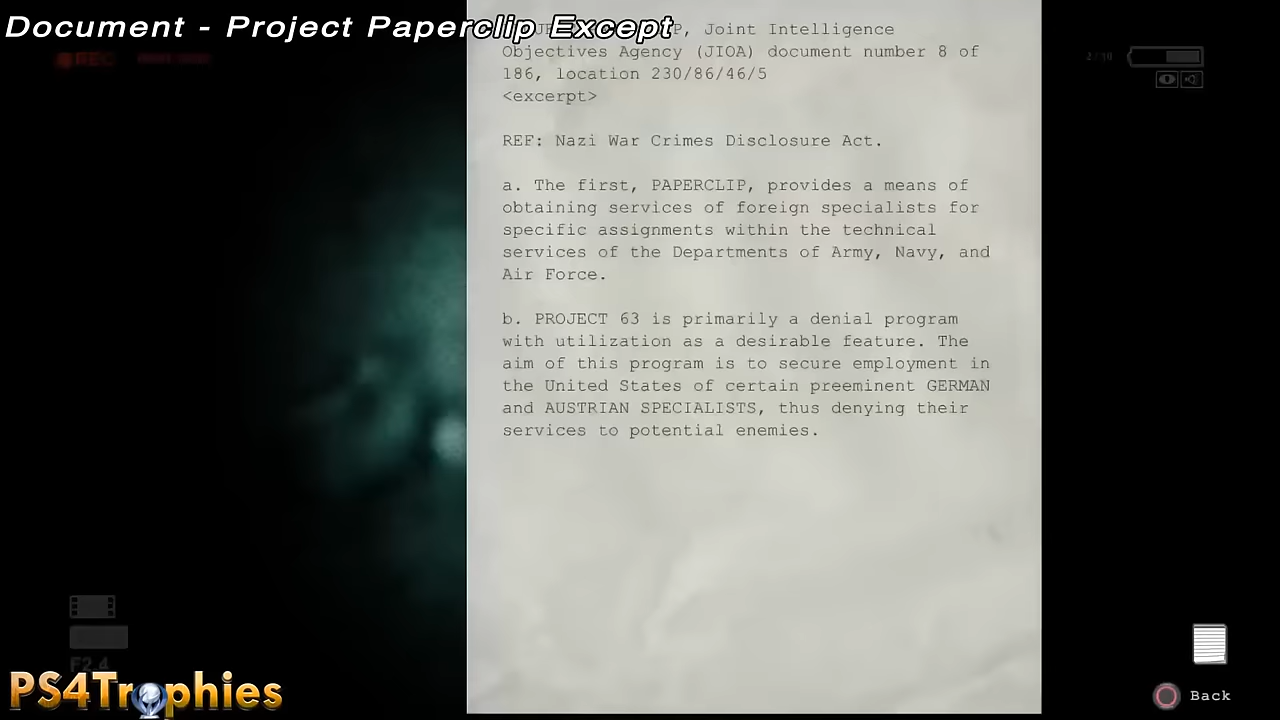 Document - Project Paperclip Except
P, Joint Intelligence
Objectives Agency (JIOA) document number 8 of
186, location 230/86/46/5
<excerpt>
REF: Nazi War Crimes Disclosure Act.
a. The first, PAPERCLIP, provides a means of
obtaining services of foreign specialists for
specific assignments within the technical
services of the Departments of Army, Navy, and
Air Force.
b. PROJECT 63 is primarily a denial program
with utilization as a desirable feature. The
aim of this program is to secure employment in
the United States of certain preeminent GERMAN
and AUSTRIAN SPECIALISTS, thus denying their
services to potential enemies.
REC
F2.4
PS4Trophies
Back